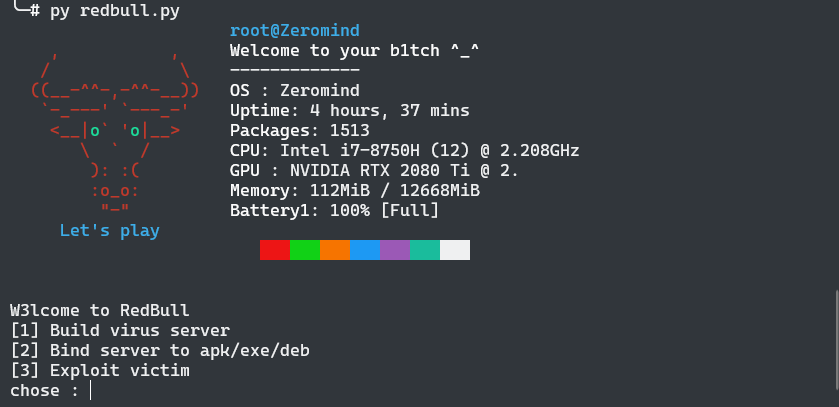 └─# py redbull.py
root@Zeromind
Welcome to your b1tch ^_^
-------------
OS : Zeromind
Uptime: 4 hours, 37 mins
Packages: 1513
CPU: Intel i7-8750H (12) @ 2.208GHz
GPU : NVIDIA RTX 2080 Ti @ 2.
Memory: 112MiB / 12668MiB
Battery1: 100% [Full]
Let's play
W3lcome to RedBull
[1] Build virus server
[2] Bind server to apk/exe/deb
[3] Exploit victim
chose :